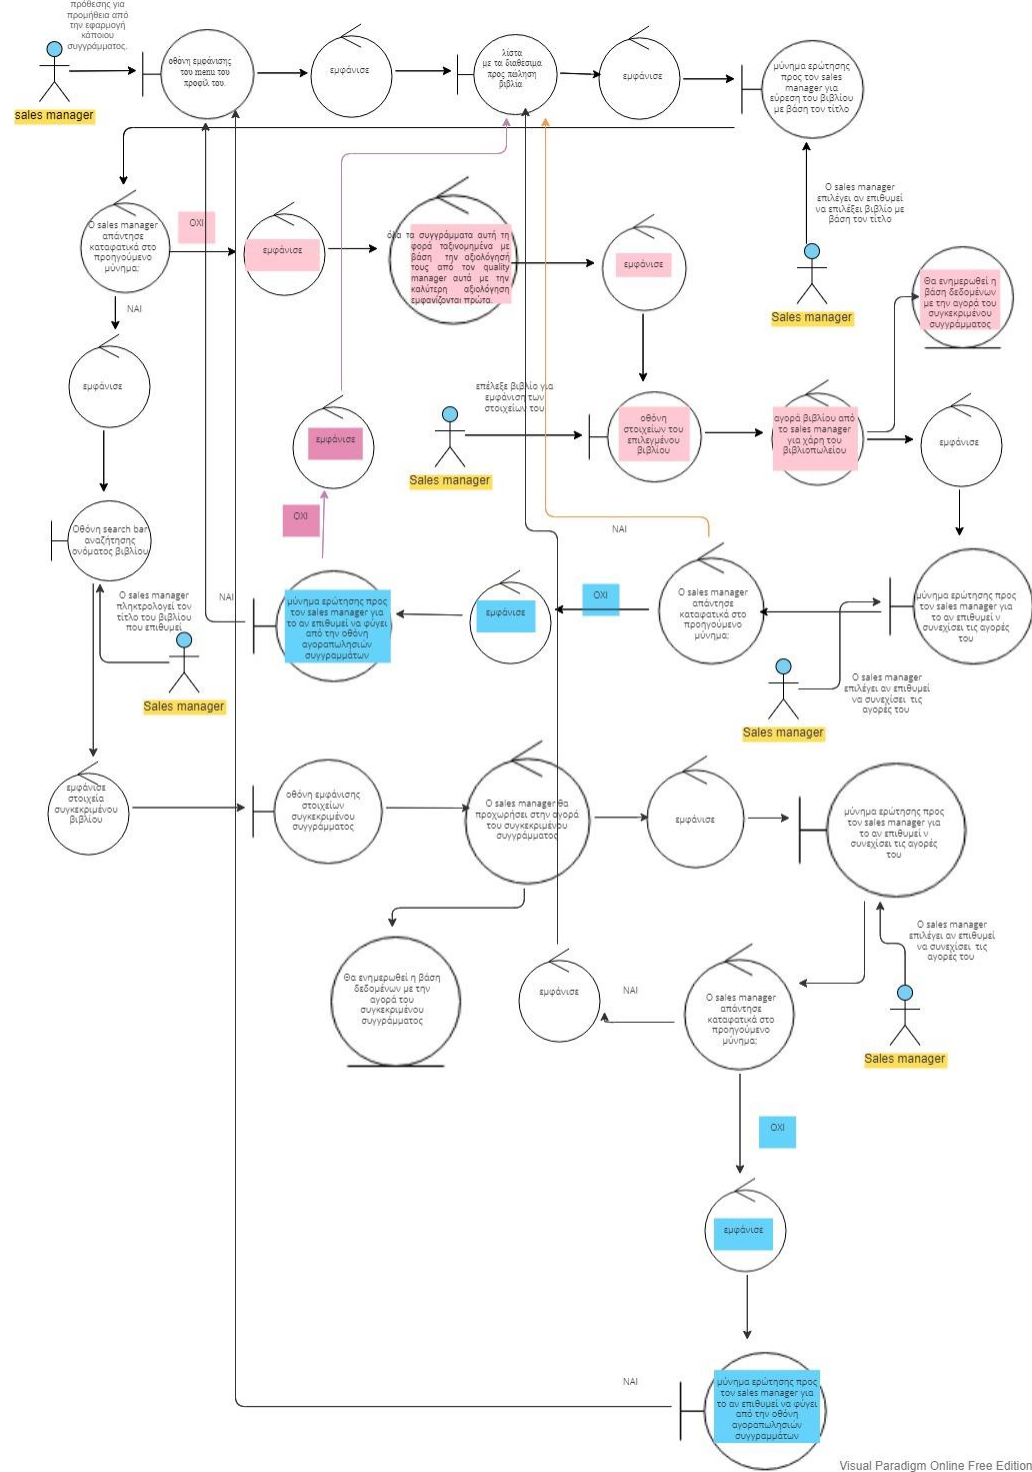 πρόθεσης για
προμήθεια από
την εφαρμογή
κάποιου
συγγράμματος.
sales manager
οθόνη εμφάνισης
του menu του
προφίλ του.
εμφάνισε
λίστα
με τα διαθεσιμα
προς πώληση
βιβλία
εμφάνισε
μύνημα ερώτησης
προς τον sales
manager για
εύρεση του βιβλίου
με βάση τον τίτλο
Ο sales manager
επιλέγει αν επιθυμεί
να επιλέξει βιβλίο με
βάση τον τίτλο
Sales manager
Ο sales manager
απάντησε
καταφατικά στο
προηγούμενο
μύνημα;
ΟΧΙ
εμφάνισε
όλα τα συγγράμματα αυτή τη
φορά ταξινομημένα με
βάση την αξιολόγησή
τους από τον quality
manager αυτά με την
καλύτερη αξιολόγηση
εμφανίζονται πρώτα.
εμφάνισε
Θα ενημερωθεί η
βάση δεδομένων
με την αγορά του
συγκεκριμένου
συγγράμματος
ΝΑΙ
εμφάνισε
επέλεξε βιβλίο για
εμφάνιση των
στοιχείων του
Sales manager
οθόνη
στοιχείων του
επιλεγμένου
βιβλίου
αγορά βιβλίου από
το sales manager
για χάρη του
βιβλιοπωλείου
εμφάνισε
εμφάνισε
ΟΧΙ
ΝΑΙ
Οθόνη search bar
αναζήτησης
ονόματος βιβλίου
Ο sales manager
πληκτρολογεί τον
τίτλο του βιβλίου
που επιθυμεί
Sales manager
ΝΑΙ
μύνημα ερώτησης προς
τον sales manager για
το αν επιθυμεί να φύγει
από την οθόνη
αγοραπωλησιών
συγγραμμάτων
εμφάνισε
ΟΧΙ
Ο sales manager
απάντησε
καταφατικά στο
προηγούμενο
μύνημα;
μύνημα ερώτησης προς
τον sales manager για
το αν επιθυμεί ν
συνεχίσει τις αγορές
του
Ο sales manager
επιλέγει αν επιθυμεί
να συνεχίσει τις
αγορές του
Sales manager
εμφάνισε
στοιχεία
συγκεκριμένου
βιβλίου
οθόνη εμφάνισης
στοιχείων
συγκεκριμένου
συγγράμματος
Ο sales manager θα
προχωρήσει στην αγορά
του συγκεκριμένου
συγγράμματος
εμφάνισε
μύνημα ερώτησης προς
τον sales manager για
το αν επιθυμεί ν
συνεχίσει τις αγορές
του
Ο sales manager
επιλέγει αν επιθυμεί
να συνεχίσει τις
αγορές του
Sales manager
Θα ενημερωθεί η βάση
δεδομένων με την
αγορά του
συγκεκριμένου
συγγράμματος
εμφάνισε
ΝΑΙ
Ο sales manager
απάντησε
καταφατικά στο
προηγούμενο
μύνημα;
ΟΧΙ
εμφάνισε
ΝΑΙ
μύνημα ερώτησης προς
τον sales manager για
το αν επιθυμεί να φύγει
από την οθόνη
αγοραπωλησιών
συγγραμμάτων
Visual Paradigm Online Free Edition